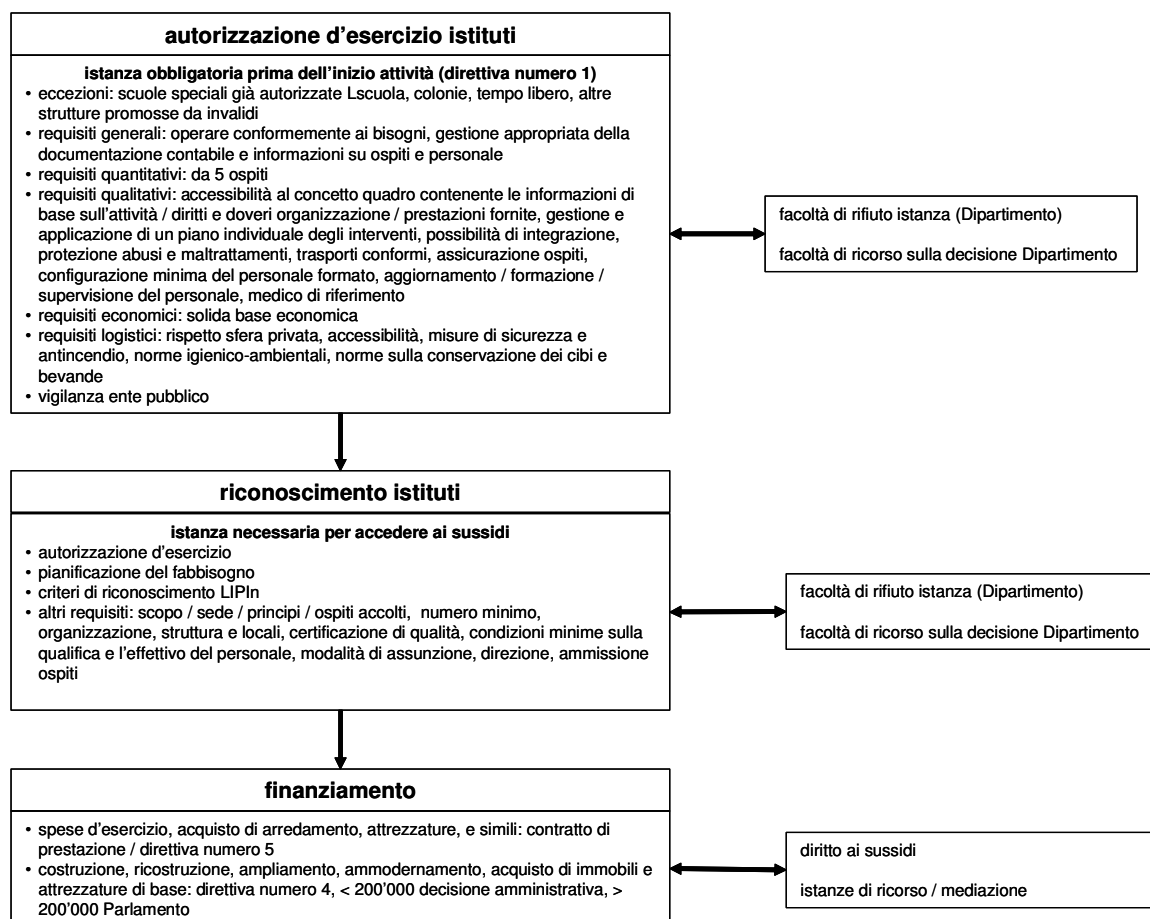 autorizzazione d'esercizio istituti
istanza obbligatoria prima dell'inizio attività (direttiva numero 1)
• eccezioni: scuole speciali già autorizzate Lscuola, colonie, tempo libero, altre
strutture promosse da invalidi
• requisiti generali: operare conformemente ai bisogni, gestione appropriata della
documentazione contabile e informazioni su ospiti e personale
• requisiti quantitativi: da 5 ospiti
• requisiti qualitativi: accessibilità al concetto quadro contenente le informazioni di
base sull'attività / diritti e doveri organizzazione / prestazioni fornite, gestione e
applicazione di un piano individuale degli interventi, possibilità di integrazione,
protezione abusi e maltrattamenti, trasporti conformi, assicurazione ospiti,
configurazione minima del personale formato, aggiornamento / formazione /
supervisione del personale, medico di riferimento
• requisiti economici: solida base economica
• requisiti logistici: rispetto sfera privata, accessibilità, misure di sicurezza e
antincendio, norme igienico-ambientali, norme sulla conservazione dei cibi e
bevande
• vigilanza ente pubblico
facoltà di rifiuto istanza (Dipartimento)
facoltà di ricorso sulla decisione Dipartimento
riconoscimento istituti
istanza necessaria per accedere ai sussidi
• autorizzazione d'esercizio
• pianificazione del fabbisogno
• criteri di riconoscimento LIPIn
• altri requisiti: scopo / sede / principi / ospiti accolti, numero minimo,
organizzazione, struttura e locali, certificazione di qualità, condizioni minime sulla
qualifica e l'effettivo del personale, modalità di assunzione, direzione, ammissione
ospiti
facoltà di rifiuto istanza (Dipartimento)
facoltà di ricorso sulla decisione Dipartimento
finanziamento
• spese d'esercizio, acquisto di arredamento, attrezzature, e simili: contratto di
prestazione / direttiva numero 5
• costruzione, ricostruzione, ampliamento, ammodernamento, acquisto di immobili e
attrezzature di base: direttiva numero 4, < 200'000 decisione amministrativa, >
200'000 Parlamento
diritto ai sussidi
istanze di ricorso / mediazione